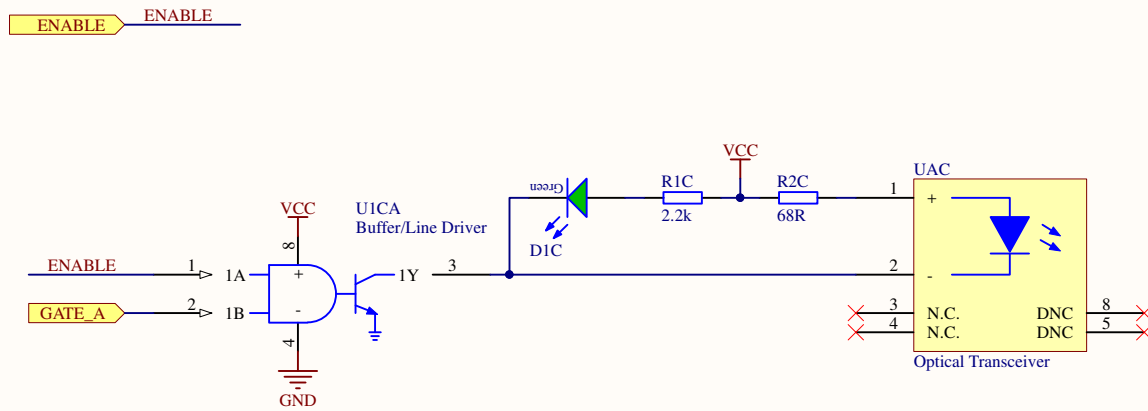 ENABLE
ENABLE
VCC
UAC
R1C
R2C
1
+
Green
2.2k
68R
D1C
VCC
U1CA
Buffer/Line Driver
8
ENABLE
1
1A
+
1Y
3
2
-
GATE_A
2
1B
-
3
N.C.
DNC
8
4
N.C.
DNC
5
4
Optical Transceiver
GND